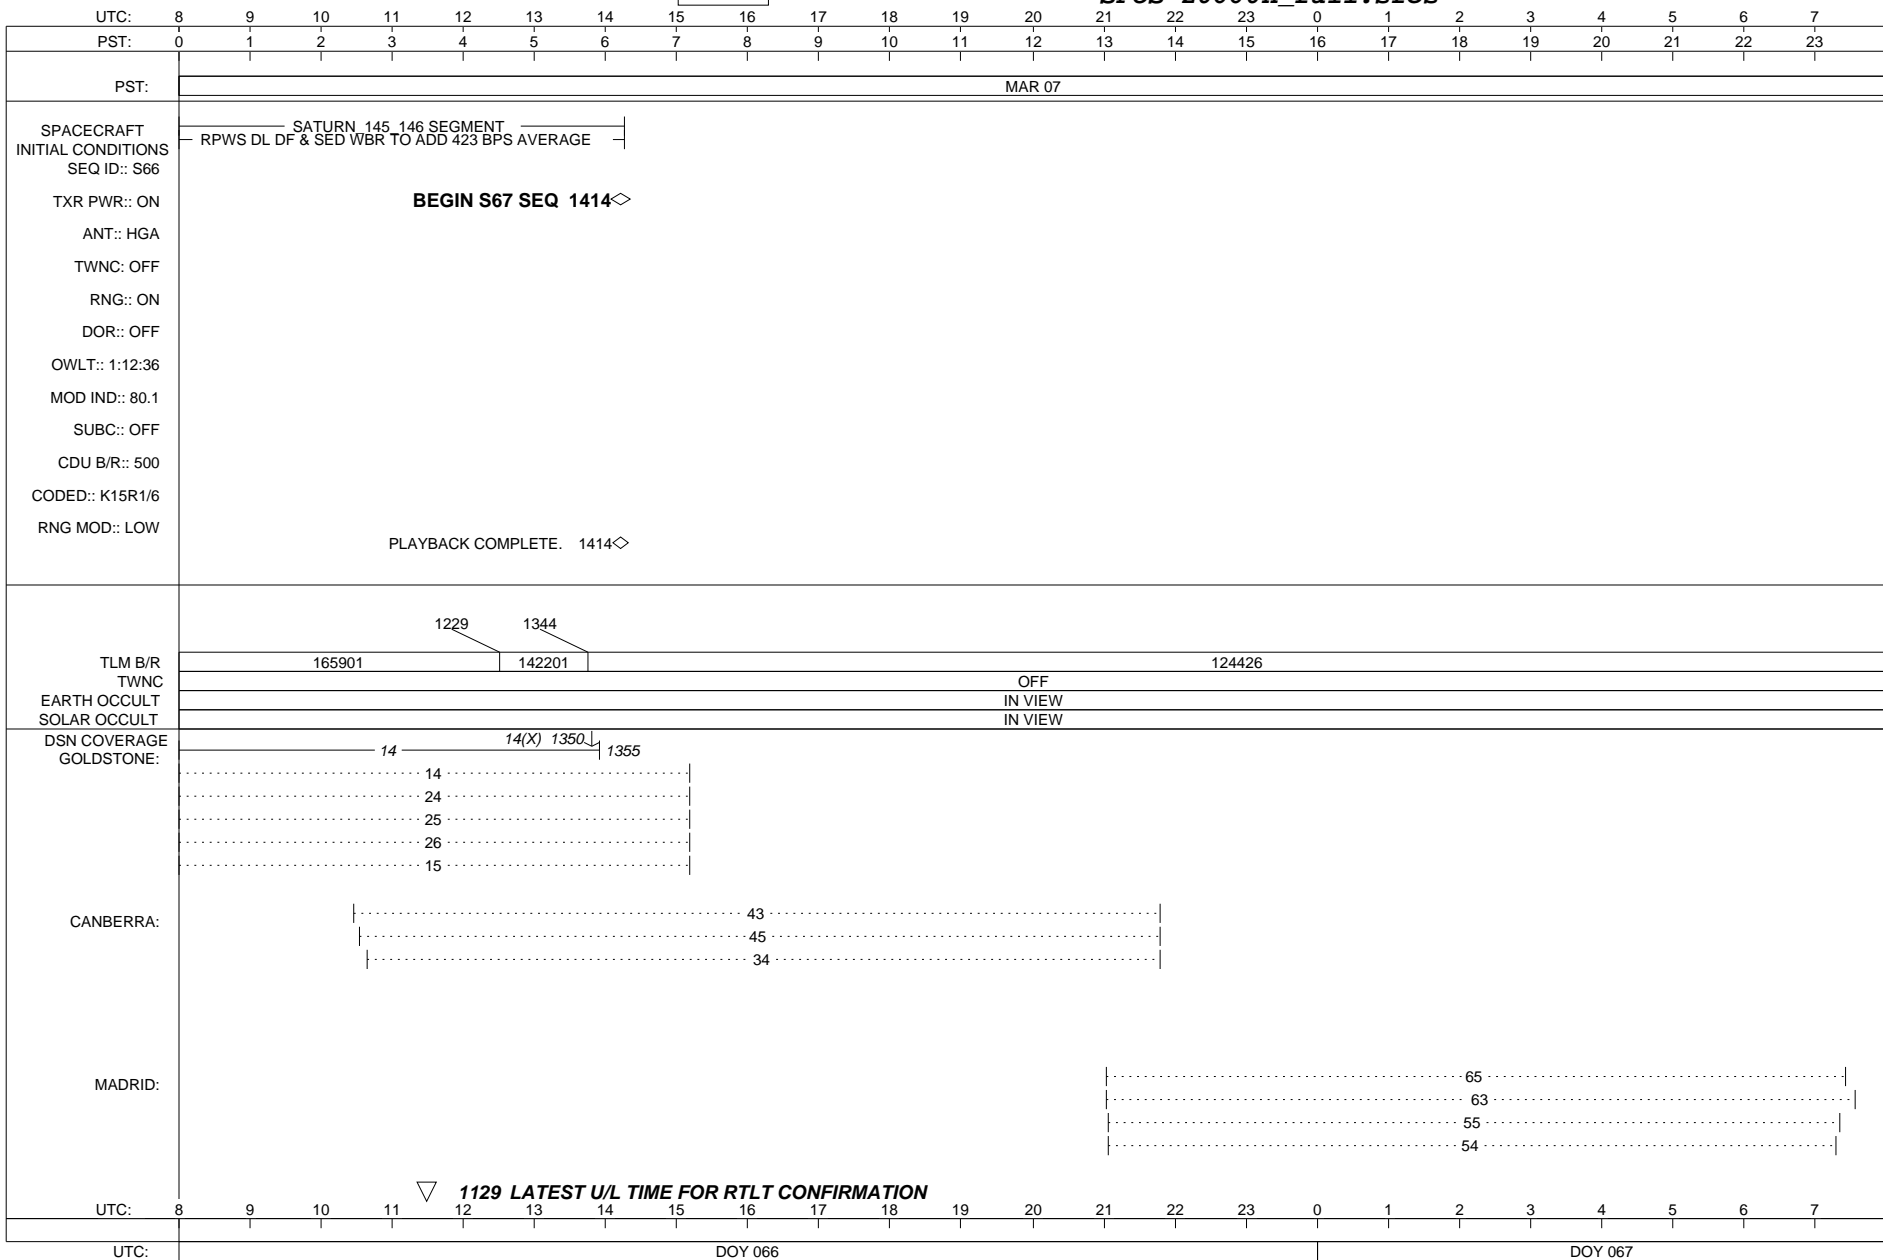 UTC: 8 9 10 11 12 13 14 15 16 17 18 19 20 21 22 23 0 1 2 3 4 5 6 7
PST: 0 1 2 3 4 5 6 7 8 9 10 11 12 13 14 15 16 17 18 19 20 21 22 23
PST: MAR 07
SPACECRAFT
INITIAL CONDITIONS
SATURN_145_146 SEGMENT
RPWS DL DF & SED WBR TO ADD 423 BPS AVERAGE
SEQ ID:: S66
TXR PWR:: ON
BEGIN S67 SEQ 1414
ANT:: HGA
TWNC: OFF
RNG:: ON
DOR:: OFF
OWLT:: 1:12:36
MOD IND:: 80.1
SUBC:: OFF
CDU B/R:: 500
CODED:: K15R1/6
RNG MOD:: LOW
PLAYBACK COMPLETE. 1414
1229 1344
TLM B/R 165901 142201 124426
TWNC OFF
EARTH OCCULT IN VIEW
SOLAR OCCULT IN VIEW
DSN COVERAGE
GOLDSTONE:
14 14(X) 1350 1355
14
24
25
26
15
CANBERRA:
43
45
34
MADRID:
65
63
55
54
1129 LATEST U/L TIME FOR RTLT CONFIRMATION
UTC: 8 9 10 11 12 13 14 15 16 17 18 19 20 21 22 23 0 1 2 3 4 5 6 7
UTC: DOY 066 DOY 067